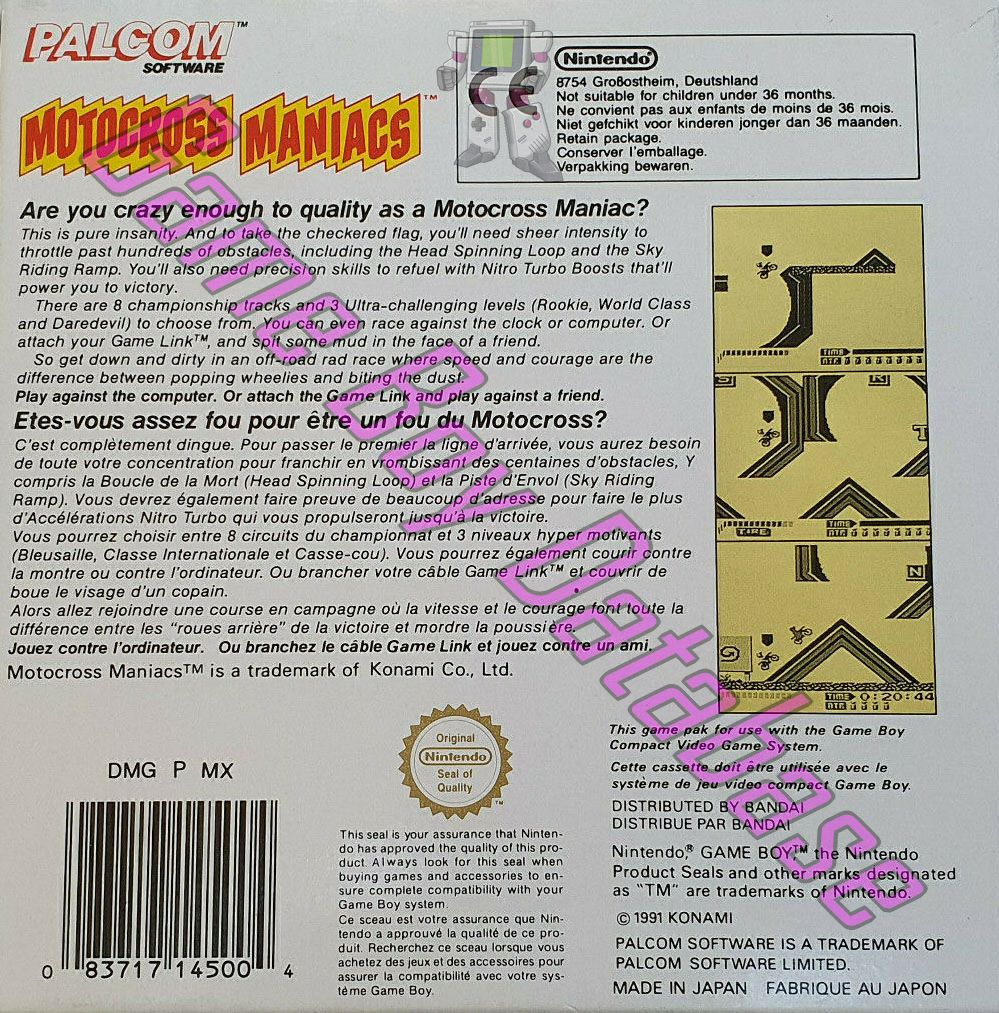 PALCOM™
SOFTWARE
MOTOCROSS MANIACS™
Nintendo
8754 Großostheim, Deutshland
Not suitable for children under 36 months.
Ne convient pas aux enfants de moins de 36 mois.
Niet gefchikt voor kinderen jonger dan 36 maanden.
Retain package.
Conserver l'emballage.
Verpakking bewaren.
CE
Are you crazy enough to quality as a Motocross Maniac?
This is pure insanity. And to take the checkered flag, you'll need sheer intensity to
throttle past hundreds of obstacles, including the Head Spinning Loop and the Sky
Riding Ramp. You'll also need precision skills to refuel with Nitro Turbo Boosts that'll
power you to victory.
There are 8 championship tracks and 3 Ultra-challenging levels (Rookie, World Class
and Daredevil) to choose from. You can even race against the clock or computer. Or
attach your Game Link™, and spit some mud in the face of a friend.
So get down and dirty in an off-road rad race where speed and courage are the
difference between popping wheelies and biting the dust.
Play against the computer. Or attach the Game Link and play against a friend.
Etes-vous assez fou pour être un fou du Motocross?
C'est complètement dingue. Pour passer le premier la ligne d'arrivée, vous aurez besoin
de toute votre concentration pour franchir en vrombissant des centaines d'obstacles, Y
compris la Boucle de la Mort (Head Spinning Loop) et la Piste d'Envol (Sky Riding
Ramp). Vous devrez également faire preuve de beaucoup d'adresse pour faire le plus
d'Accélérations Nitro Turbo qui vous propulseront jusqu'à la victoire.
Vous pourrez choisir entre 8 circuits du championnat et 3 niveaux hyper motivants
(Bleusaille, Classe Internationale et Casse-cou). Vous pourrez également courir contre
la montre ou contre l'ordinateur. Ou brancher votre câble Game Link™ et couvrir de
boue le visage d'un copain.
Alors allez rejoindre une course en campagne où la vitesse et le courage font toute la
différence entre les "roues arrière" de la victoire et mordre la poussière.
Jouez contre l'ordinateur. Ou branchez le câble Game Link et jouez contre un ami.
Motocross Maniacs™ is a trademark of Konami Co., Ltd.
TIME
NTR
N
T
TIME
TIRE
NTR
N
TIME 0:20:44
NTR
This game pak for use with the Game Boy
Compact Video Game System.
Cette cassette doit être utilisée avec le
système de jeu video compact Game Boy.
DISTRIBUTED BY BANDAI
DISTRIBUE PAR BANDAI
Nintendo,® GAME BOY,™ the Nintendo
Product Seals and other marks designated
as "TM" are trademarks of Nintendo.
© 1991 KONAMI
PALCOM SOFTWARE IS A TRADEMARK OF
PALCOM SOFTWARE LIMITED.
MADE IN JAPAN FABRIQUE AU JAPON
Original
Nintendo
Seal of
Quality
™
This seal is your assurance that Ninten-
do has approved the quality of this pro-
duct. Always look for this seal when
buying games and accessories to en-
sure complete compatibility with your
Game Boy system.
Ce sceau est votre assurance que Nin-
tendo a approuvé la qualité de ce pro-
duit. Recherchez ce sceau lorsque vous
achetez des jeux et des accessoires pour
assurer la compatibilité avec votre sys-
tème Game Boy.
DMG P MX
0 83717 14500 4
Game Boy Database